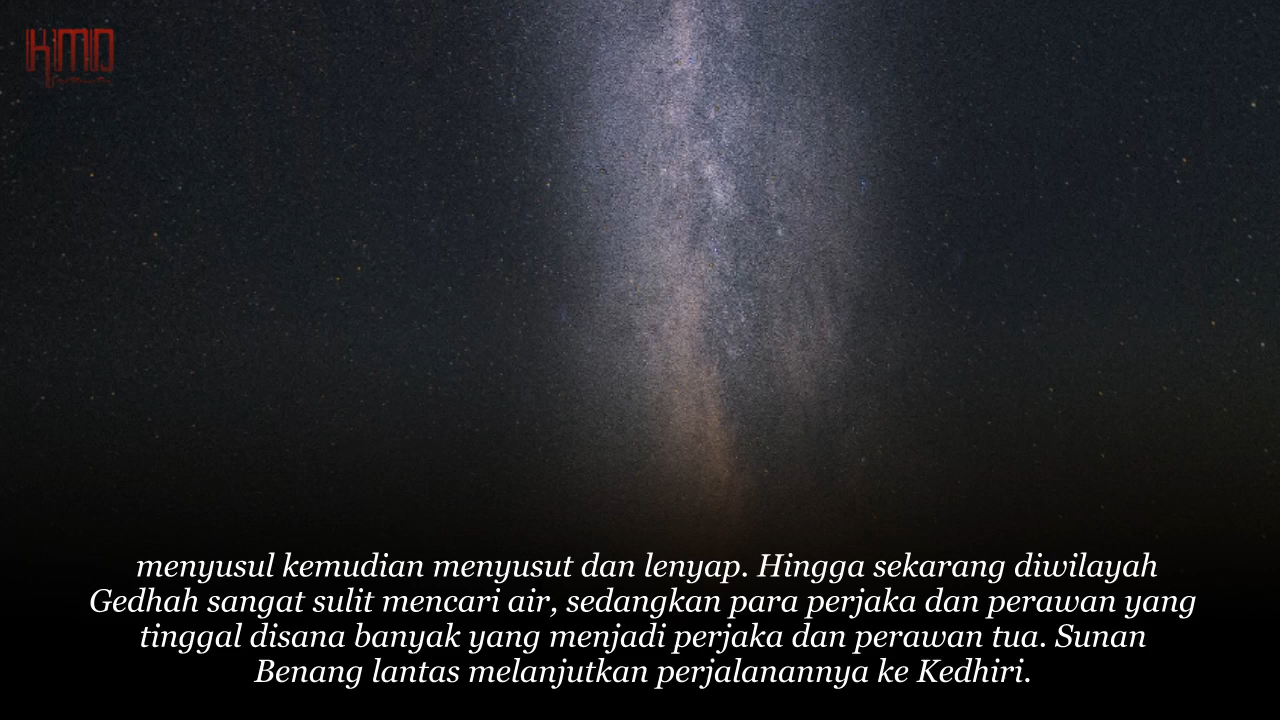 KMD
menyusul kemudian menyusut dan lenyap. Hingga sekarang diwilayah
Gedhah sangat sulit mencari air, sedangkan para perjaka dan perawan yang
tinggal disana banyak yang menjadi perjaka dan perawan tua. Sunan
Benang lantas melanjutkan perjalanannya ke Kedhiri.